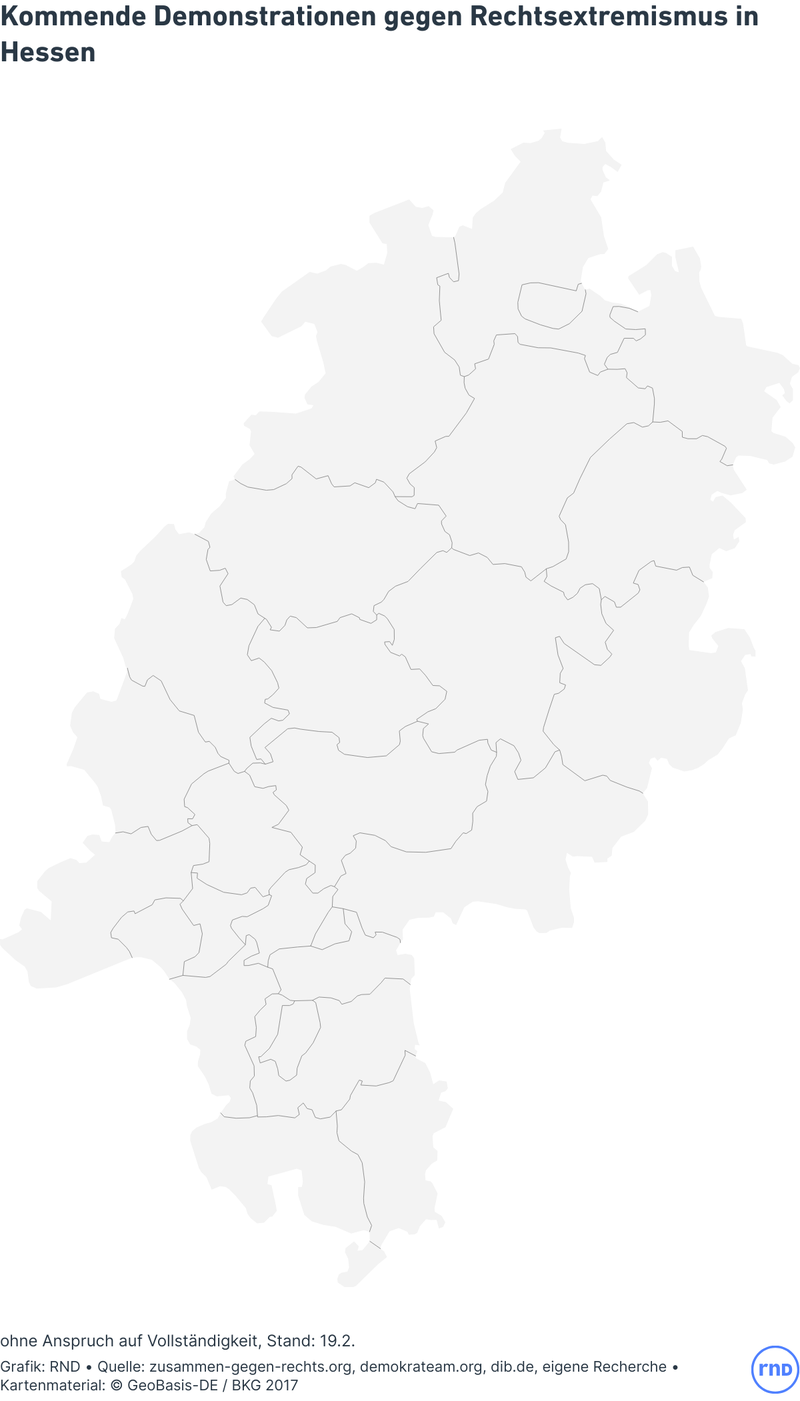 Kommende Demonstrationen gegen Rechtsextremismus in
Hessen
ohne Anspruch auf Vollständigkeit, Stand: 19.2.
Grafik: RND • Quelle: zusammen-gegen-rechts.org, demokrateam.org, dib.de, eigene Recherche •
Kartenmaterial: © GeoBasis-DE / BKG 2017
rnD